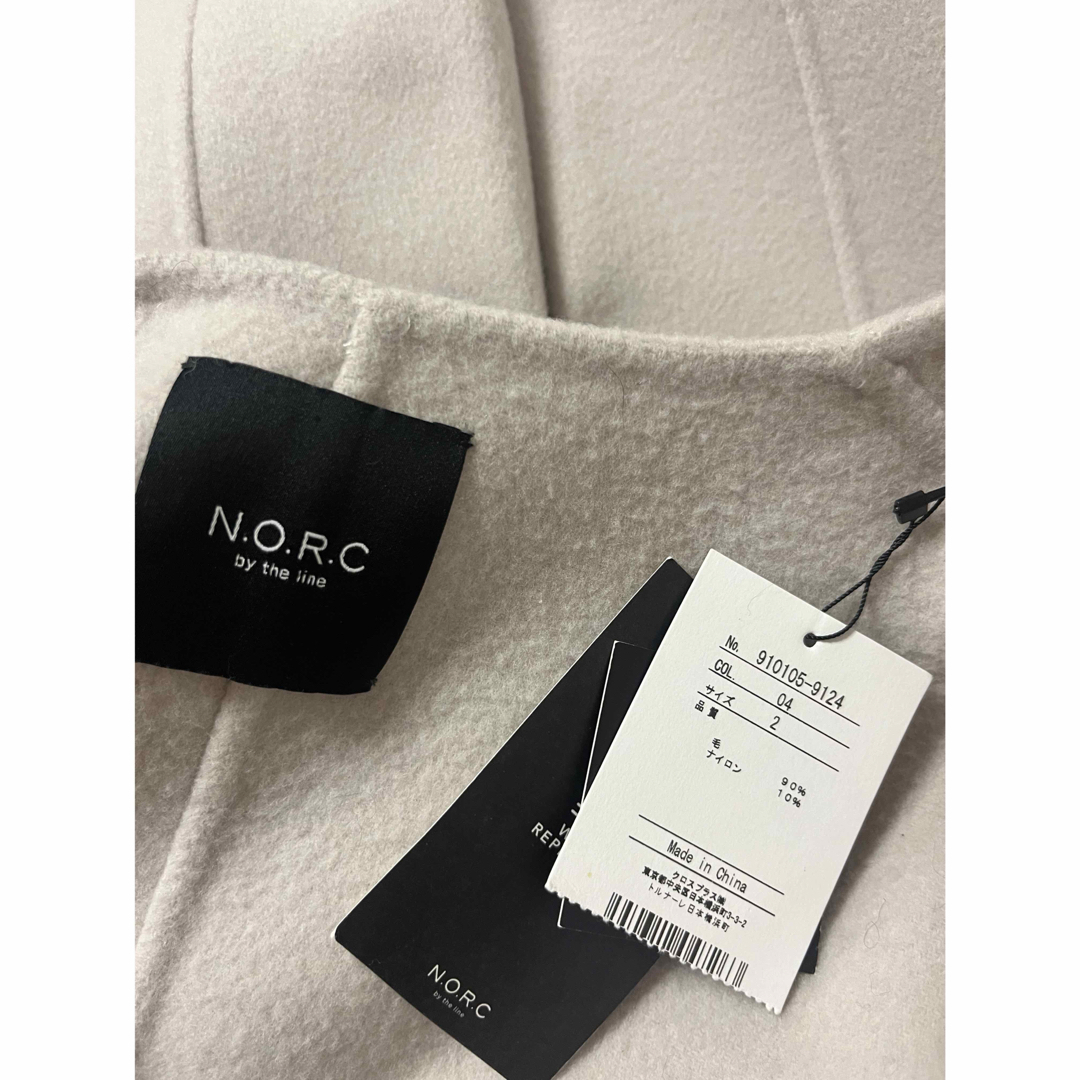 N.O.R.C
by the line
No. 910105-9124
COL. 04
サイズ 2
品質
毛 90%
ナイロン 10%
Made in China
クロスプラス㈱
東京都中央区日本橋浜町3-3-2
トルナーレ日本橋浜町
REP
N.O.R.C
by the line